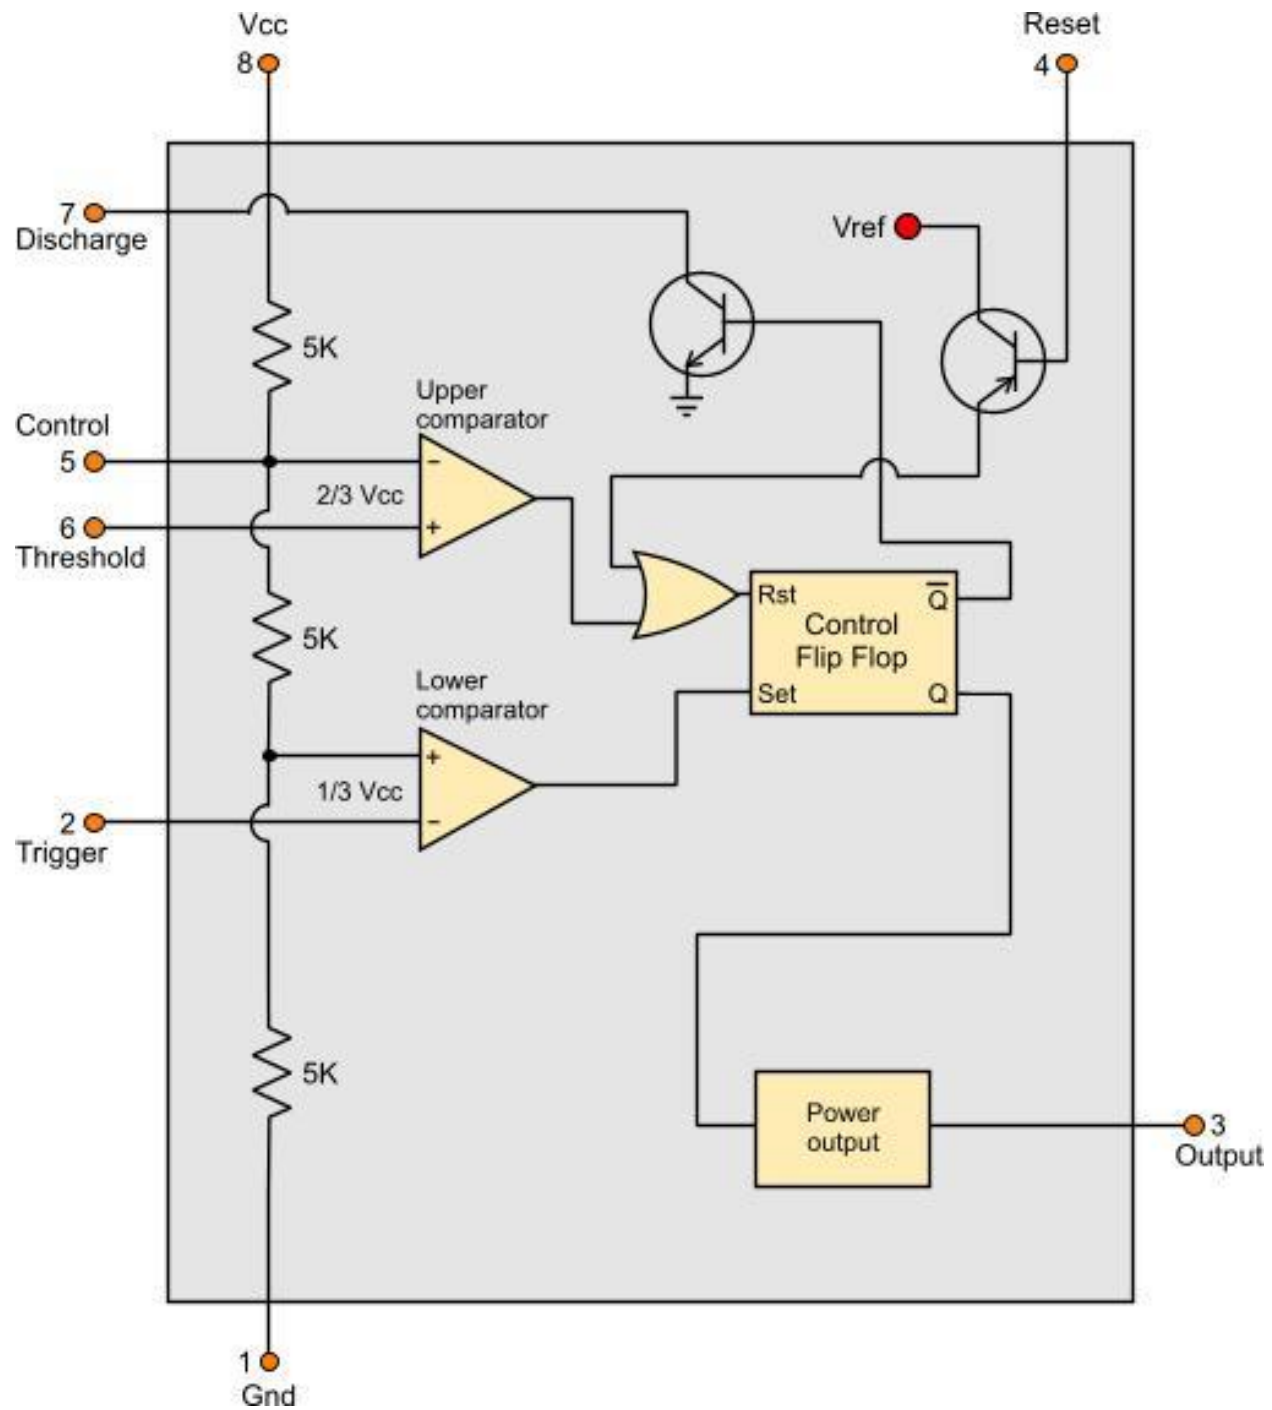 Vcc
8
Reset
4
7
Discharge
Vref
5K
Upper
comparator
Control
5
−
2/3 Vcc
6
+
Threshold
Rst
Q̅
Control
Flip Flop
5K
Lower
comparator
Set
Q
+
1/3 Vcc
2
−
Trigger
5K
Power
output
3
Output
1
Gnd